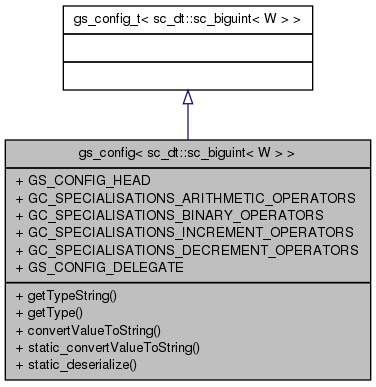 gs_config_t< sc_dt::sc_biguint< W > >
gs_config< sc_dt::sc_biguint< W > >
+ GS_CONFIG_HEAD
+ GC_SPECIALISATIONS_ARITHMETIC_OPERATORS
+ GC_SPECIALISATIONS_BINARY_OPERATORS
+ GC_SPECIALISATIONS_INCREMENT_OPERATORS
+ GC_SPECIALISATIONS_DECREMENT_OPERATORS
+ GS_CONFIG_DELEGATE
+ getTypeString()
+ getType()
+ convertValueToString()
+ static_convertValueToString()
+ static_deserialize()